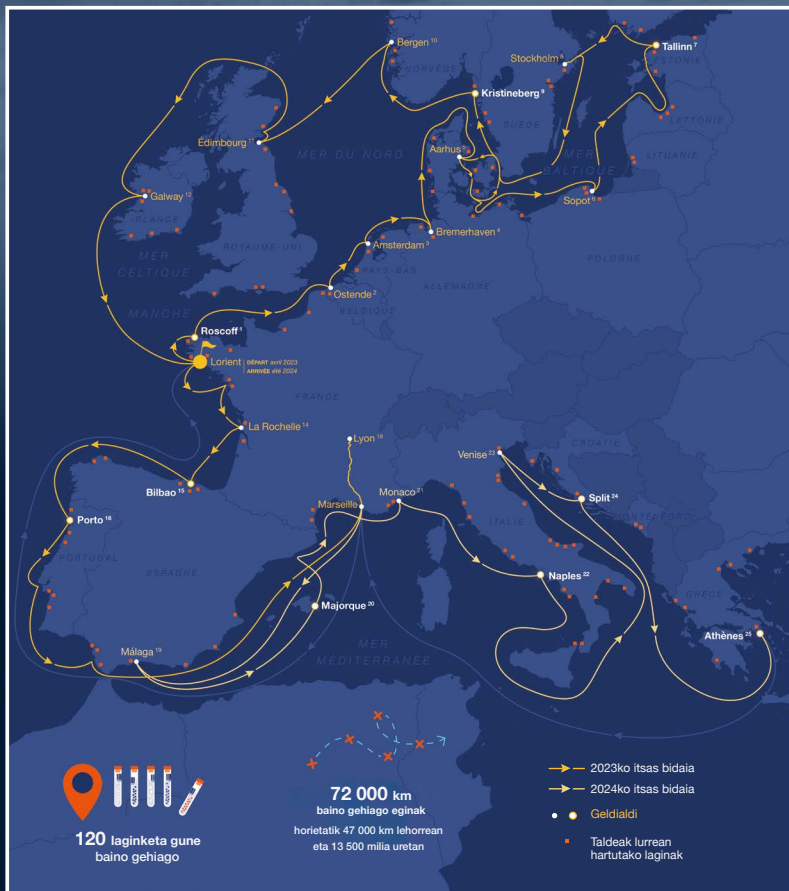 Bergen 10
NORVÈGE
Stockholm 8
Tallinn 7
ESTONIE
Kristineberg 9
SUÈDE
LETTONIE
Édimbourg 11
MER DU NORD
Aarhus 5
MER
BALTIQUE
LITUANIE
Galway 12
IRLANDE
Sopot 6
Bremerhaven 4
Amsterdam 3
ROYAUME-UNI
MER
CELTIQUE
PAYS-BAS
POLOGNE
ALLEMAGNE
Ostende 2
BELGIQUE
MANCHE
Roscoff 1
Lorient
DÉPART avril 2023
ARRIVÉE été 2024
FRANCE
La Rochelle 14
Lyon 18
Venise 23
CROATIE
Bilbao 15
Marseille
Monaco 21
Split 24
MONTÉNÉGRO
Porto 16
ITALIE
PORTUGAL
ESPAGNE
Naples 22
Majorque 20
GRÈCE
Athènes 25
Málaga 19
MER
MÉDITERRANÉE
120 laginketa gune
baino gehiago
72 000 km
baino gehiago eginak
horietatik 47 000 km lehorrean
eta 13 500 milia uretan
2023ko itsas bidaia
2024ko itsas bidaia
Geldialdi
Taldeak lurrean
hartutako laginak